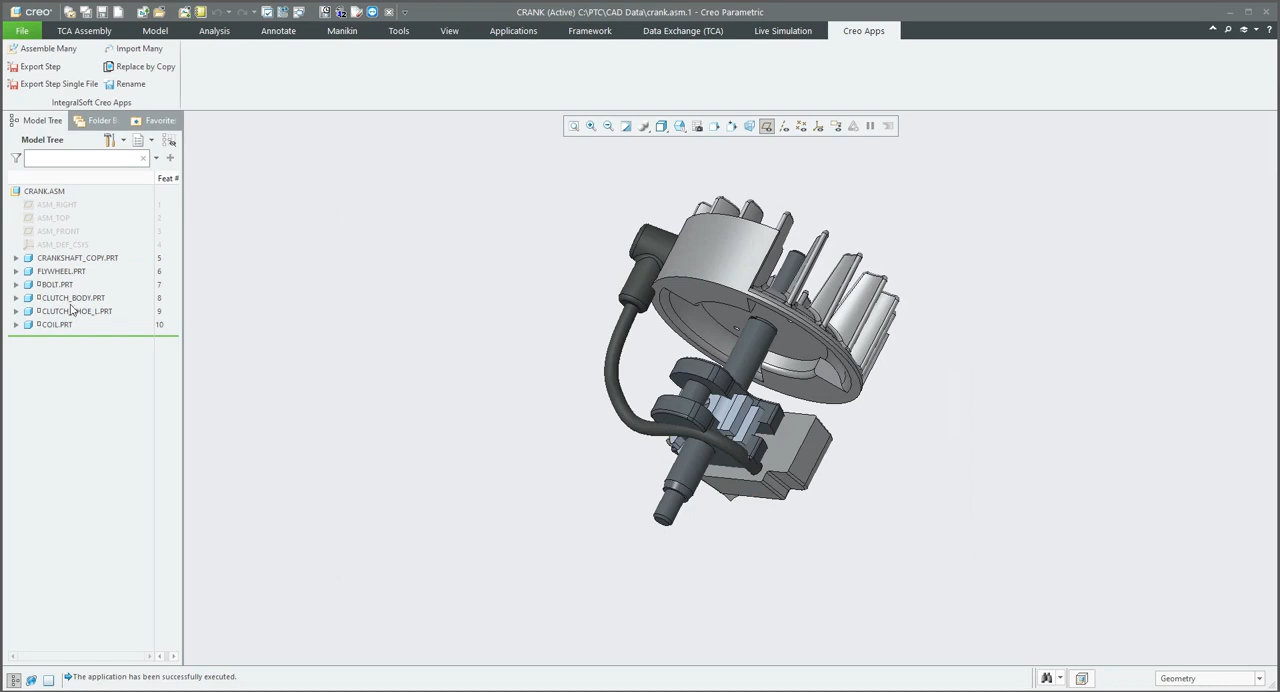 creo
CRANK (Active) C:\PTC\CAD Data\crank.asm.1 - Creo Parametric
File TCA Assembly Model Analysis Annotate Manikin Tools View Applications Framework Data Exchange (TCA) Live Simulation Creo Apps
Assemble Many Import Many
Export Step Replace by Copy
Export Step Single File Rename
IntegralSoft Creo Apps
Model Tree Folder B Favorite:
Model Tree
Feat #
CRANK.ASM
ASM_RIGHT 1
ASM_TOP 2
ASM_FRONT 3
ASM_DEF_CSYS 4
CRANKSHAFT_COPY.PRT 5
FLYWHEEL.PRT 6
BOLT.PRT 7
CLUTCH_BODY.PRT 8
CLUTCH_SHOE_L.PRT 9
COIL.PRT 10
The application has been successfully executed.
Geometry